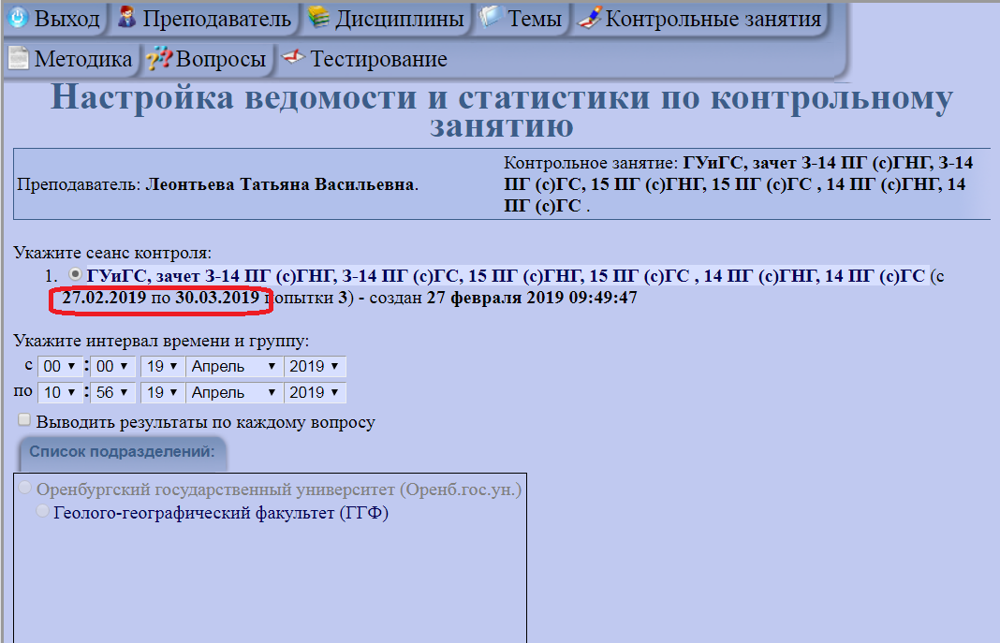 Выход Преподаватель Дисциплины Темы Контрольные занятия
Методика Вопросы Тестирование
Настройка ведомости и статистики по контрольному
занятию
Преподаватель: Леонтьева Татьяна Васильевна.
Контрольное занятие: ГУиГС, зачет З-14 ПГ (с)ГНГ, З-14
ПГ (с)ГС, 15 ПГ (с)ГНГ, 15 ПГ (с)ГС , 14 ПГ (с)ГНГ, 14
ПГ (с)ГС .
Укажите сеанс контроля:
1. ГУиГС, зачет З-14 ПГ (с)ГНГ, З-14 ПГ (с)ГС, 15 ПГ (с)ГНГ, 15 ПГ (с)ГС , 14 ПГ (с)ГНГ, 14 ПГ (с)ГС (с
27.02.2019 по 30.03.2019 попытки 3) - создан 27 февраля 2019 09:49:47
Укажите интервал времени и группу:
с 00 : 00 19 Апрель 2019
по 10 : 56 19 Апрель 2019
Выводить результаты по каждому вопросу
Список подразделений:
Оренбургский государственный университет (Оренб.гос.ун.)
Геолого-географический факультет (ГГФ)